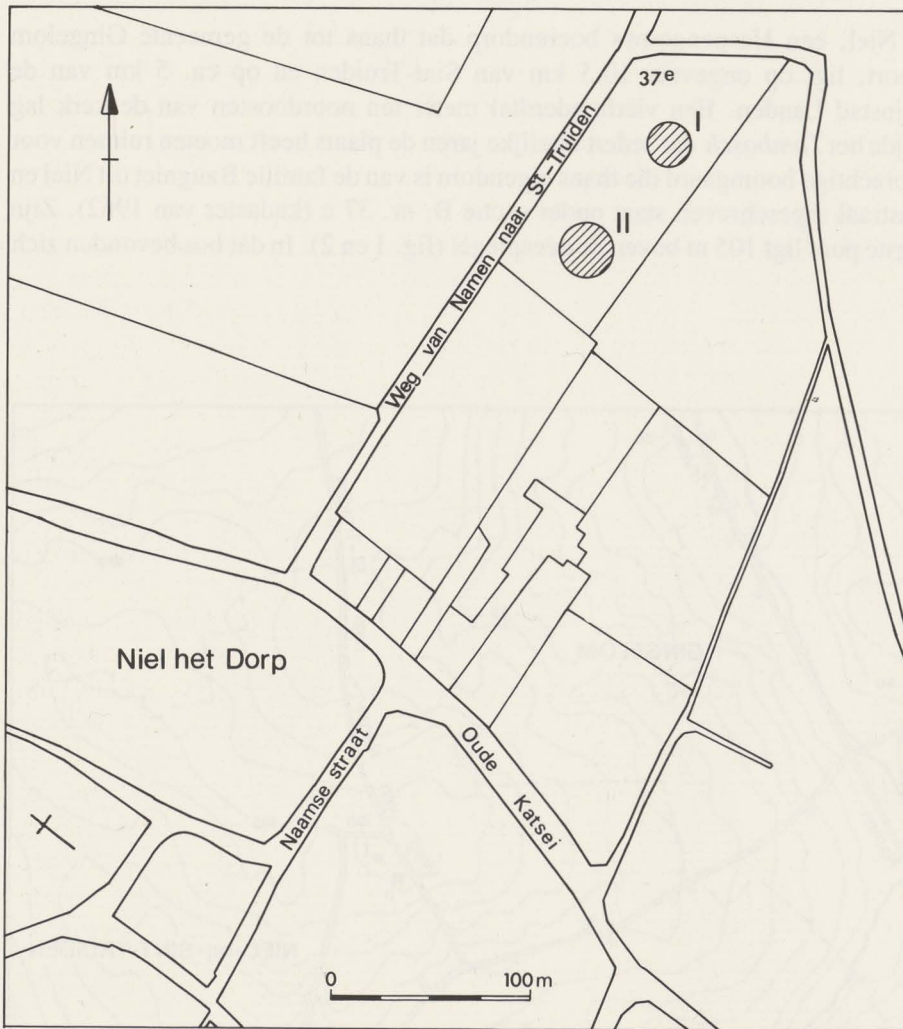 37e
I
II
Weg van Namen naar St.-Truiden
Niel het Dorp
Naamse straat
Oude Katsei
0 100m